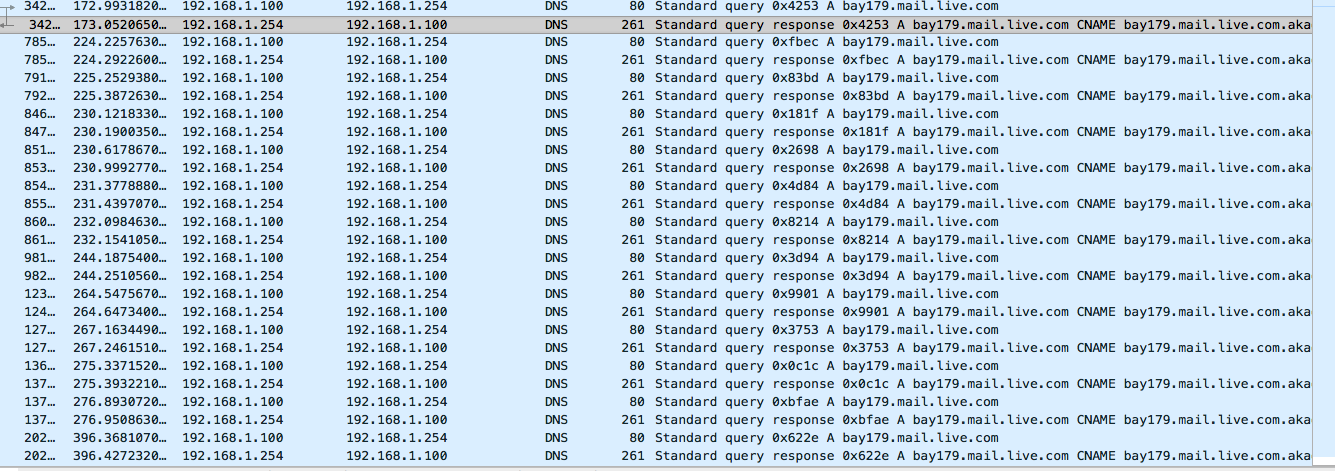 342… 172.9931820… 192.168.1.100 192.168.1.254 DNS 80 Standard query 0x4253 A bay179.mail.live.com
342… 173.0520650… 192.168.1.254 192.168.1.100 DNS 261 Standard query response 0x4253 A bay179.mail.live.com CNAME bay179.mail.live.com.aka
785… 224.2257630… 192.168.1.100 192.168.1.254 DNS 80 Standard query 0xfbec A bay179.mail.live.com
785… 224.2922600… 192.168.1.254 192.168.1.100 DNS 261 Standard query response 0xfbec A bay179.mail.live.com CNAME bay179.mail.live.com.aka
791… 225.2529380… 192.168.1.100 192.168.1.254 DNS 80 Standard query 0x83bd A bay179.mail.live.com
792… 225.3872630… 192.168.1.254 192.168.1.100 DNS 261 Standard query response 0x83bd A bay179.mail.live.com CNAME bay179.mail.live.com.aka
846… 230.1218330… 192.168.1.100 192.168.1.254 DNS 80 Standard query 0x181f A bay179.mail.live.com
847… 230.1900350… 192.168.1.254 192.168.1.100 DNS 261 Standard query response 0x181f A bay179.mail.live.com CNAME bay179.mail.live.com.aka
851… 230.6178670… 192.168.1.100 192.168.1.254 DNS 80 Standard query 0x2698 A bay179.mail.live.com
853… 230.9992770… 192.168.1.254 192.168.1.100 DNS 261 Standard query response 0x2698 A bay179.mail.live.com CNAME bay179.mail.live.com.aka
854… 231.3778880… 192.168.1.100 192.168.1.254 DNS 80 Standard query 0x4d84 A bay179.mail.live.com
855… 231.4397070… 192.168.1.254 192.168.1.100 DNS 261 Standard query response 0x4d84 A bay179.mail.live.com CNAME bay179.mail.live.com.aka
860… 232.0984630… 192.168.1.100 192.168.1.254 DNS 80 Standard query 0x8214 A bay179.mail.live.com
861… 232.1541050… 192.168.1.254 192.168.1.100 DNS 261 Standard query response 0x8214 A bay179.mail.live.com CNAME bay179.mail.live.com.aka
981… 244.1875400… 192.168.1.100 192.168.1.254 DNS 80 Standard query 0x3d94 A bay179.mail.live.com
982… 244.2510560… 192.168.1.254 192.168.1.100 DNS 261 Standard query response 0x3d94 A bay179.mail.live.com CNAME bay179.mail.live.com.aka
123… 264.5475670… 192.168.1.100 192.168.1.254 DNS 80 Standard query 0x9901 A bay179.mail.live.com
124… 264.6473400… 192.168.1.254 192.168.1.100 DNS 261 Standard query response 0x9901 A bay179.mail.live.com CNAME bay179.mail.live.com.aka
127… 267.1634490… 192.168.1.100 192.168.1.254 DNS 80 Standard query 0x3753 A bay179.mail.live.com
127… 267.2461510… 192.168.1.254 192.168.1.100 DNS 261 Standard query response 0x3753 A bay179.mail.live.com CNAME bay179.mail.live.com.aka
136… 275.3371520… 192.168.1.100 192.168.1.254 DNS 80 Standard query 0x0c1c A bay179.mail.live.com
137… 275.3932210… 192.168.1.254 192.168.1.100 DNS 261 Standard query response 0x0c1c A bay179.mail.live.com CNAME bay179.mail.live.com.aka
137… 276.8930720… 192.168.1.100 192.168.1.254 DNS 80 Standard query 0xbfae A bay179.mail.live.com
137… 276.9508630… 192.168.1.254 192.168.1.100 DNS 261 Standard query response 0xbfae A bay179.mail.live.com CNAME bay179.mail.live.com.aka
202… 396.3681070… 192.168.1.100 192.168.1.254 DNS 80 Standard query 0x622e A bay179.mail.live.com
202… 396.4272320… 192.168.1.254 192.168.1.100 DNS 261 Standard query response 0x622e A bay179.mail.live.com CNAME bay179.mail.live.com.aka